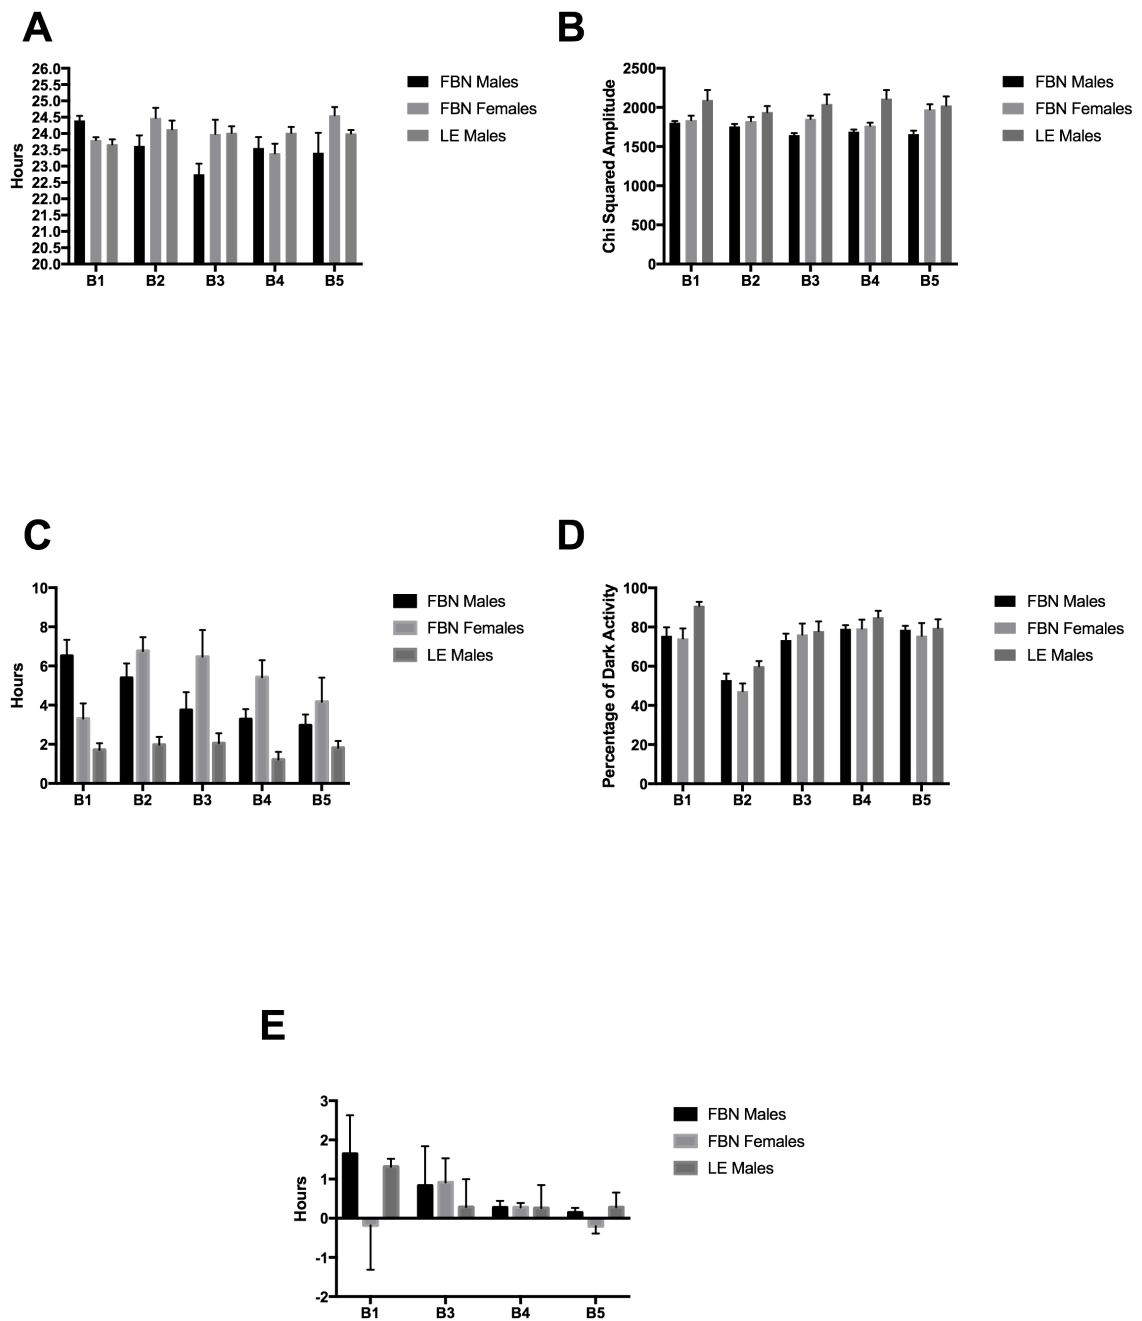 A
Hours
26.0
25.5
25.0
24.5
24.0
23.5
23.0
22.5
22.0
21.5
21.0
20.5
20.0
B1 B2 B3 B4 B5
FBN Males
FBN Females
LE Males
B
Chi Squared Amplitude
2500
2000
1500
1000
500
0
B1 B2 B3 B4 B5
FBN Males
FBN Females
LE Males
C
Hours
10
8
6
4
2
0
B1 B2 B3 B4 B5
FBN Males
FBN Females
LE Males
D
Percentage of Dark Activity
100
80
60
40
20
0
B1 B2 B3 B4 B5
FBN Males
FBN Females
LE Males
E
Hours
3
2
1
0
-1
-2
B1 B3 B4 B5
FBN Males
FBN Females
LE Males